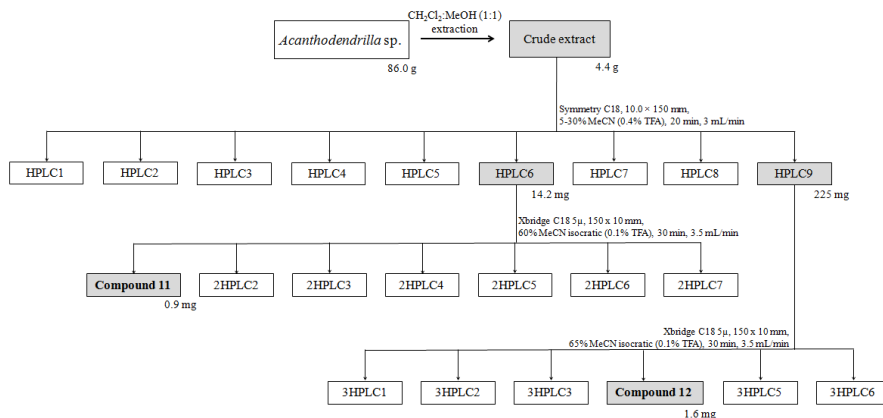 CH₂Cl₂:MeOH (1:1)
extraction
Acanthodendrilla sp.
Crude extract
86.0 g
4.4 g
Symmetry C18, 10.0 × 150 mm,
5-30% MeCN (0.4% TFA), 20 min, 3 mL/min
HPLC1
HPLC2
HPLC3
HPLC4
HPLC5
HPLC6
HPLC7
HPLC8
HPLC9
14.2 mg
225 mg
Xbridge C18 5µ, 150 x 10 mm,
60% MeCN isocratic (0.1% TFA), 30 min, 3.5 mL/min
Compound 11
2HPLC2
2HPLC3
2HPLC4
2HPLC5
2HPLC6
2HPLC7
0.9 mg
Xbridge C18 5µ, 150 x 10 mm,
65% MeCN isocratic (0.1% TFA), 30 min, 3.5 mL/min
3HPLC1
3HPLC2
3HPLC3
Compound 12
3HPLC5
3HPLC6
1.6 mg